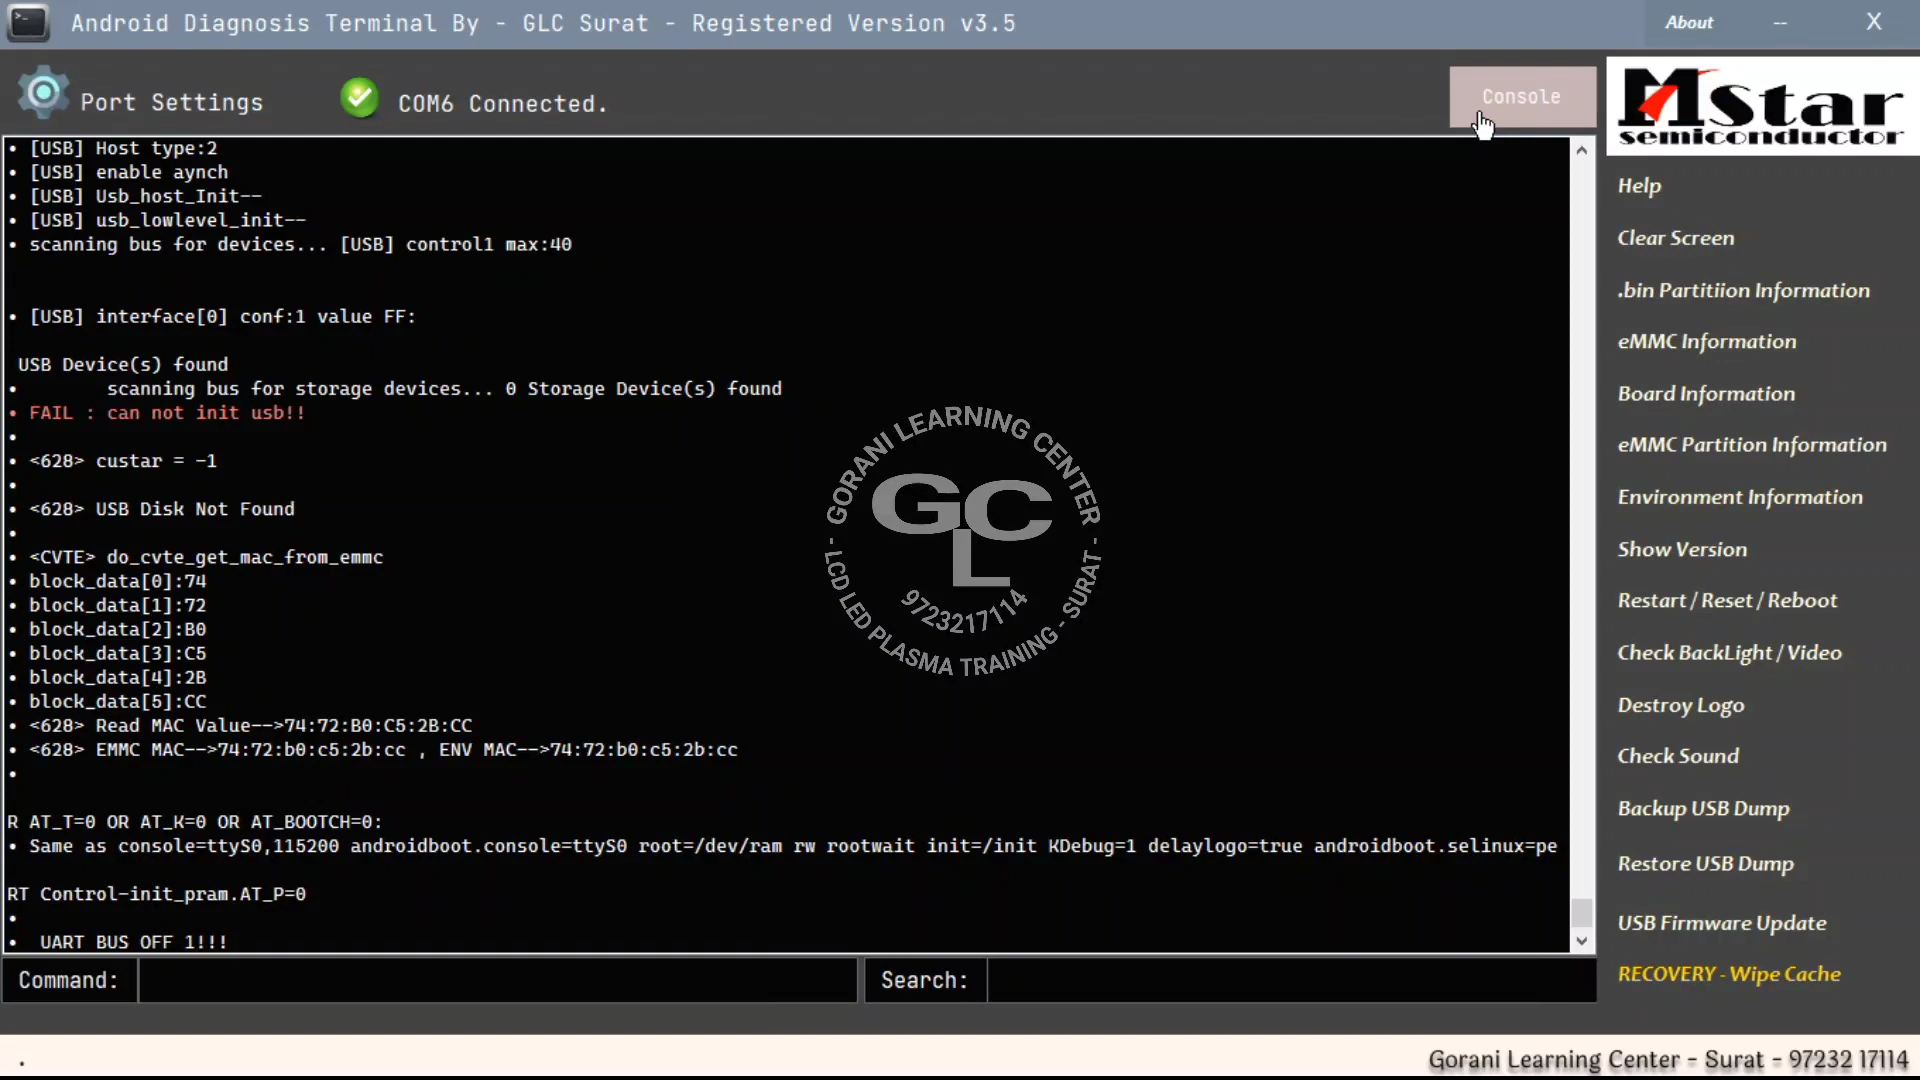 Android Diagnosis Terminal By - GLC Surat - Registered Version v3.5
About -- X
Port Settings
COM6 Connected.
Console
MStar
semiconductor
• [USB] Host type:2
• [USB] enable aynch
• [USB] Usb_host_Init--
• [USB] usb_lowlevel_init--
• scanning bus for devices... [USB] control1 max:40
• [USB] interface[0] conf:1 value FF:
USB Device(s) found
• scanning bus for storage devices... 0 Storage Device(s) found
• FAIL : can not init usb!!
•
• <628> custar = -1
•
• <628> USB Disk Not Found
•
• <CVTE> do_cvte_get_mac_from_emmc
• block_data[0]:74
• block_data[1]:72
• block_data[2]:B0
• block_data[3]:C5
• block_data[4]:2B
• block_data[5]:CC
• <628> Read MAC Value-->74:72:B0:C5:2B:CC
• <628> EMMC MAC-->74:72:b0:c5:2b:cc , ENV MAC-->74:72:b0:c5:2b:cc
•
R AT_T=0 OR AT_K=0 OR AT_BOOTCH=0:
• Same as console=ttyS0,115200 androidboot.console=ttyS0 root=/dev/ram rw rootwait init=/init KDebug=1 delaylogo=true androidboot.selinux=pe
RT Control-init_pram.AT_P=0
•
• UART BUS OFF 1!!!
GORANI LEARNING CENTER
GLC
9723217114
- LCD LED PLASMA TRAINING - SURAT -
Help
Clear Screen
.bin Partitiion Information
eMMC Information
Board Information
eMMC Partition Information
Environment Information
Show Version
Restart / Reset / Reboot
Check BackLight / Video
Destroy Logo
Check Sound
Backup USB Dump
Restore USB Dump
USB Firmware Update
RECOVERY - Wipe Cache
Command:
Search:
.
Gorani Learning Center - Surat - 97232 17114